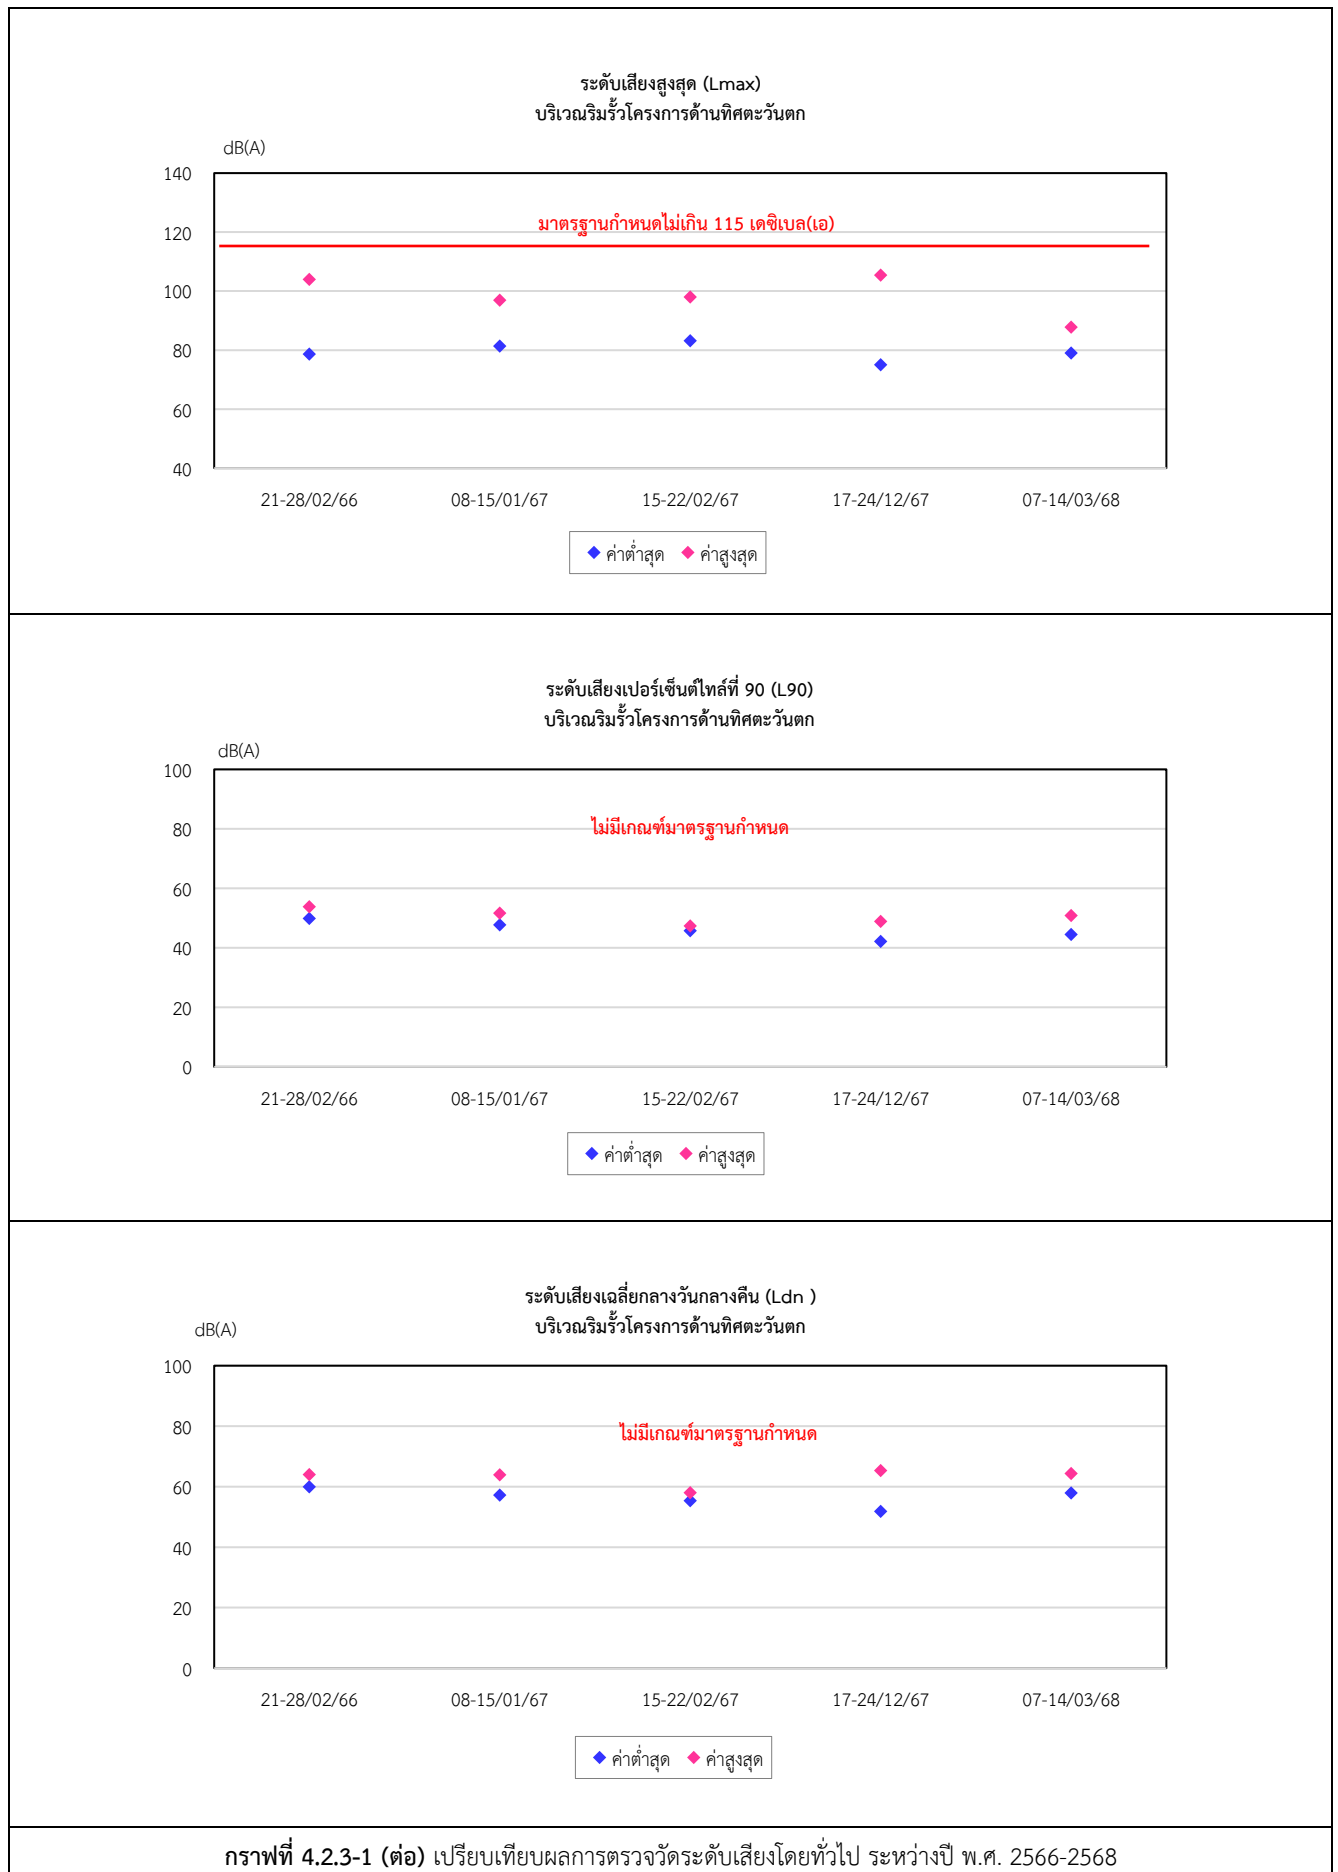 ระดับเสียงสูงสุด (Lmax)
บริเวณริมรั้วโครงการด้านทิศตะวันตก
dB(A)
140
มาตรฐานกำหนดไม่เกิน 115 เดซิเบล(เอ)
120
100
80
60
40
21-28/02/66 08-15/01/67 15-22/02/67 17-24/12/67 07-14/03/68
ค่าต่ำสุด ค่าสูงสุด
ระดับเสียงเปอร์เซ็นต์ไทล์ที่ 90 (L90)
บริเวณริมรั้วโครงการด้านทิศตะวันตก
dB(A)
100
80
ไม่มีเกณฑ์มาตรฐานกำหนด
60
40
20
0
21-28/02/66 08-15/01/67 15-22/02/67 17-24/12/67 07-14/03/68
ค่าต่ำสุด ค่าสูงสุด
ระดับเสียงเฉลี่ยกลางวันกลางคืน (Ldn )
บริเวณริมรั้วโครงการด้านทิศตะวันตก
dB(A)
100
80
ไม่มีเกณฑ์มาตรฐานกำหนด
60
40
20
0
21-28/02/66 08-15/01/67 15-22/02/67 17-24/12/67 07-14/03/68
ค่าต่ำสุด ค่าสูงสุด
กราฟที่ 4.2.3-1 (ต่อ) เปรียบเทียบผลการตรวจวัดระดับเสียงโดยทั่วไป ระหว่างปี พ.ศ. 2566-2568